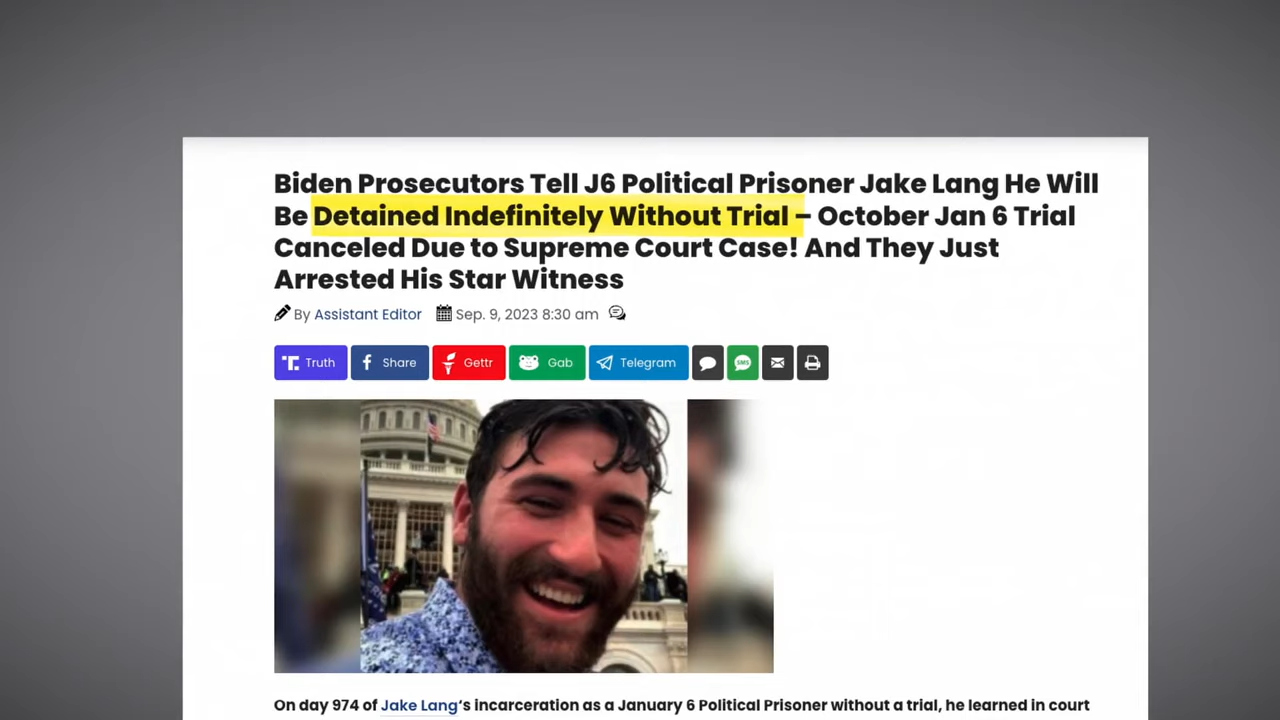 Biden Prosecutors Tell J6 Political Prisoner Jake Lang He Will
Be Detained Indefinitely Without Trial – October Jan 6 Trial
Canceled Due to Supreme Court Case! And They Just
Arrested His Star Witness
By Assistant Editor Sep. 9, 2023 8:30 am
Truth Share Gettr Gab Telegram SMS
On day 974 of Jake Lang’s incarceration as a January 6 Political Prisoner without a trial, he learned in court